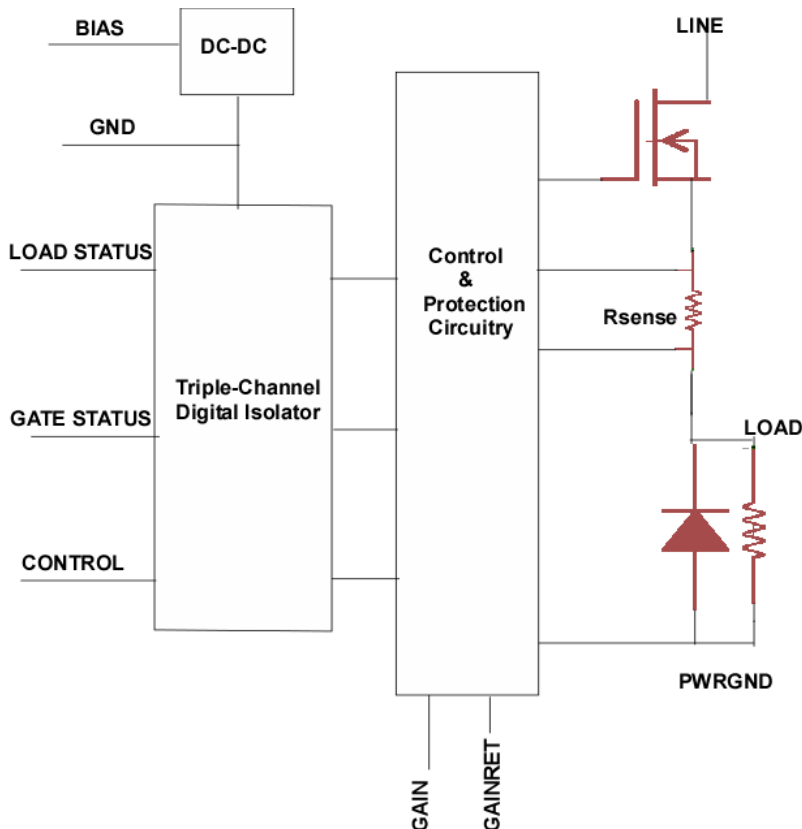 BIAS
DC-DC
LINE
GND
LOAD STATUS
Control
&
Protection
Circuitry
Rsense
Triple-Channel
Digital Isolator
GATE STATUS
LOAD
CONTROL
PWRGND
GAIN
GAINRET